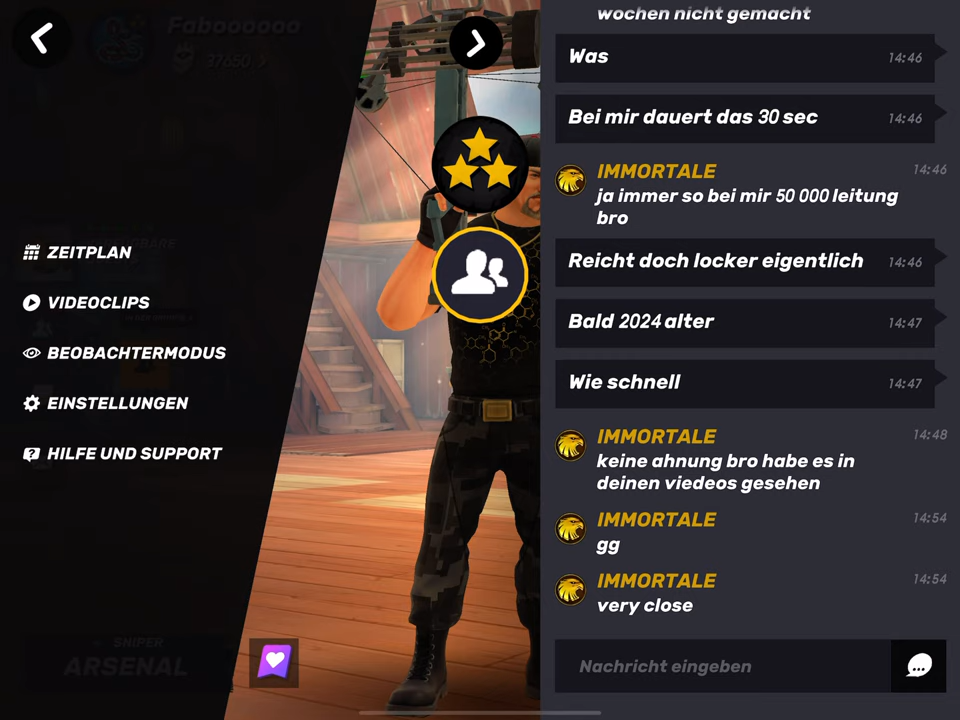 Faboooooo
37650
ZEITPLAN
VIDEOCLIPS
BEOBACHTERMODUS
EINSTELLUNGEN
HILFE UND SUPPORT
SNIPER
ARSENAL
wochen nicht gemacht
Was
14:46
Bei mir dauert das 30 sec
14:46
IMMORTALE
14:46
ja immer so bei mir 50 000 leitung
bro
Reicht doch locker eigentlich
14:46
Bald 2024 alter
14:47
Wie schnell
14:47
IMMORTALE
14:48
keine ahnung bro habe es in
deinen viedeos gesehen
IMMORTALE
14:54
gg
IMMORTALE
14:54
very close
Nachricht eingeben